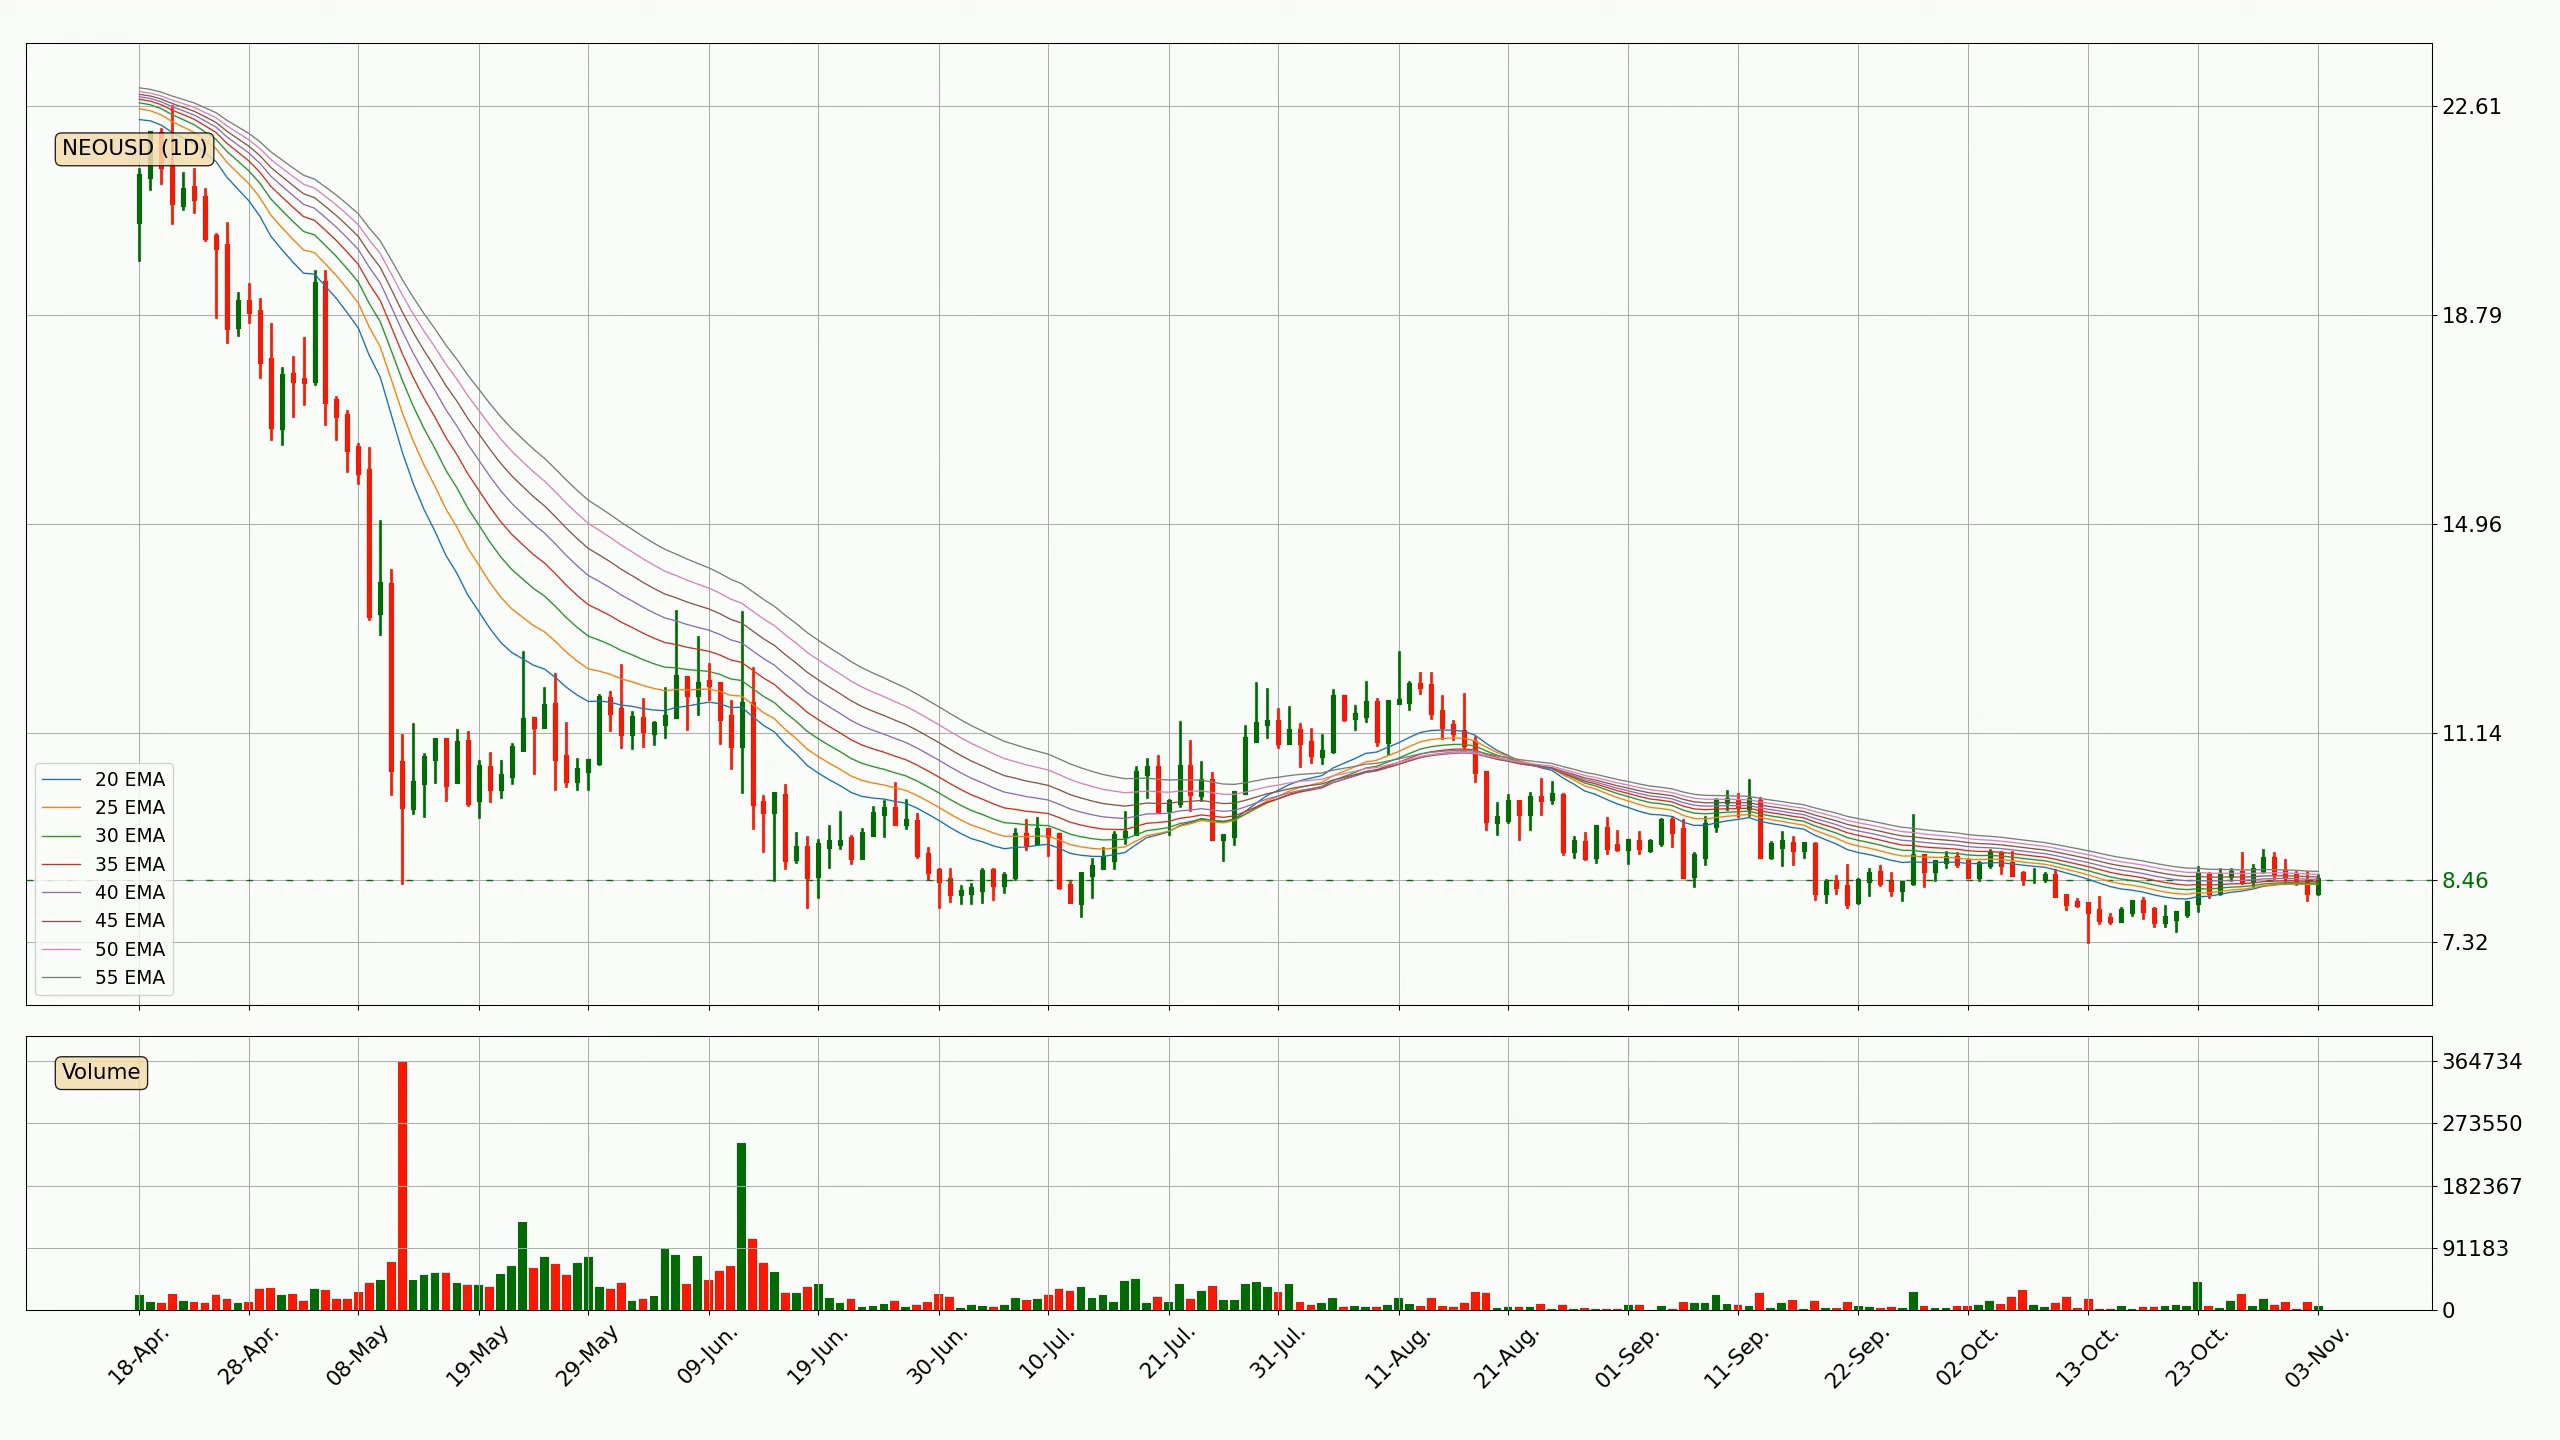 NEOUSD (1D)
22.61
18.79
14.96
11.14
8.46
7.32
20 EMA
25 EMA
30 EMA
35 EMA
40 EMA
45 EMA
50 EMA
55 EMA
Volume
364734
273550
182367
91183
0
18-Apr.
28-Apr.
08-May
19-May
29-May
09-Jun.
19-Jun.
30-Jun.
10-Jul.
21-Jul.
31-Jul.
11-Aug.
21-Aug.
01-Sep.
11-Sep.
22-Sep.
02-Oct.
13-Oct.
23-Oct.
03-Nov.